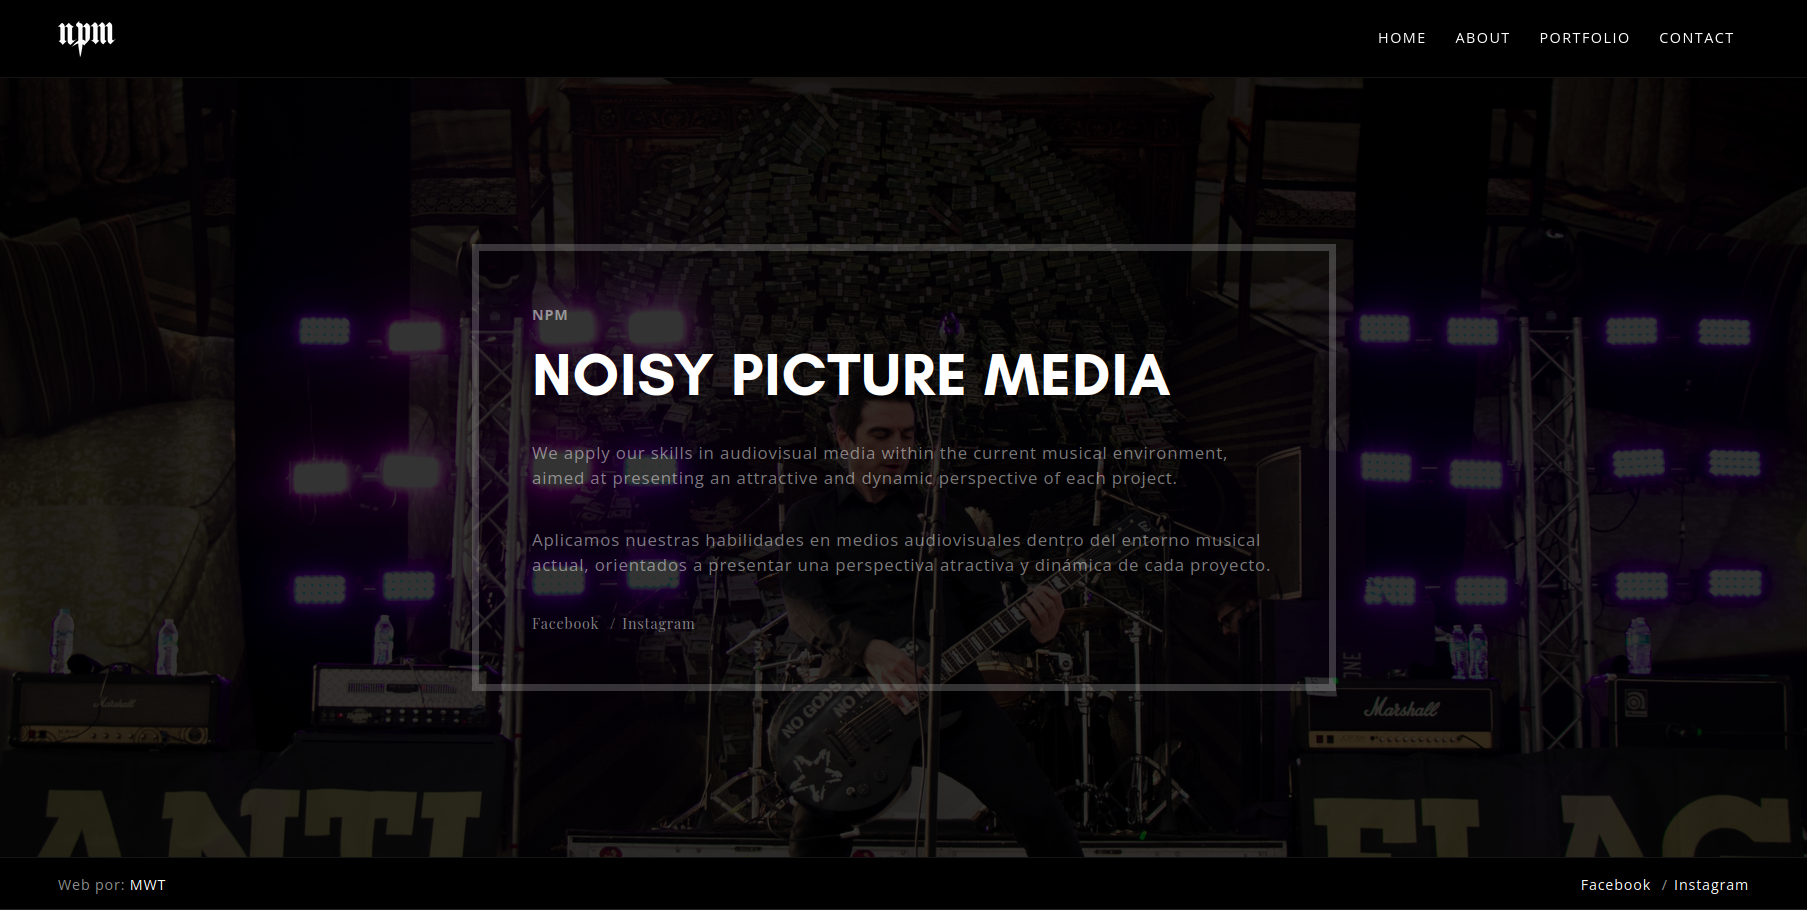 npm
HOME ABOUT PORTFOLIO CONTACT
NPM
NOISY PICTURE MEDIA
We apply our skills in audiovisual media within the current musical environment,
aimed at presenting an attractive and dynamic perspective of each project.
Aplicamos nuestras habilidades en medios audiovisuales dentro del entorno musical
actual, orientados a presentar una perspectiva atractiva y dinámica de cada proyecto.
Facebook / Instagram
Marshall
Marshall
NO GODS
NO
ANTI
FLAG
Web por: MWT
Facebook / Instagram